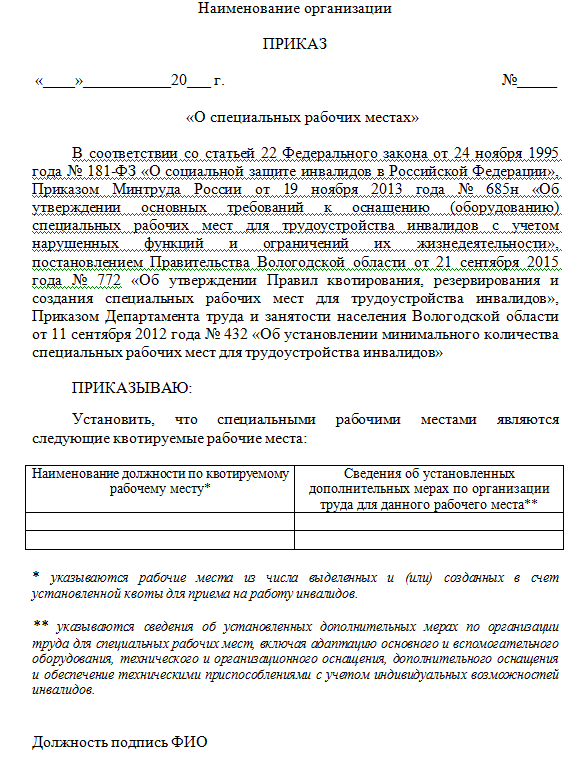 Наименование организации
ПРИКАЗ
«____»___________20___ г. №_____
«О специальных рабочих местах»
В соответствии со статьей 22 Федерального закона от 24 ноября 1995
года № 181-ФЗ «О социальной защите инвалидов в Российской Федерации»,
Приказом Минтруда России от 19 ноября 2013 года № 685н «Об
утверждении основных требований к оснащению (оборудованию)
специальных рабочих мест для трудоустройства инвалидов с учетом
нарушенных функций и ограничений их жизнедеятельности»,
постановлением Правительства Вологодской области от 21 сентября 2015
года № 772 «Об утверждении Правил квотирования, резервирования и
создания специальных рабочих мест для трудоустройства инвалидов»,
Приказом Департамента труда и занятости населения Вологодской области
от 11 сентября 2012 года № 432 «Об установлении минимального количества
специальных рабочих мест для трудоустройства инвалидов»
ПРИКАЗЫВАЮ:
Установить, что специальными рабочими местами являются
следующие квотируемые рабочие места:
Наименование должности по квотируемому
рабочему месту*
Сведения об установленных
дополнительных мерах по организации
труда для данного рабочего места**
* указываются рабочие места из числа выделенных и (или) созданных в счет
установленной квоты для приема на работу инвалидов.
** указываются сведения об установленных дополнительных мерах по организации
труда для специальных рабочих мест, включая адаптацию основного и вспомогательного
оборудования, технического и организационного оснащения, дополнительного оснащения
и обеспечение техническими приспособлениями с учетом индивидуальных возможностей
инвалидов.
Должность подпись ФИО